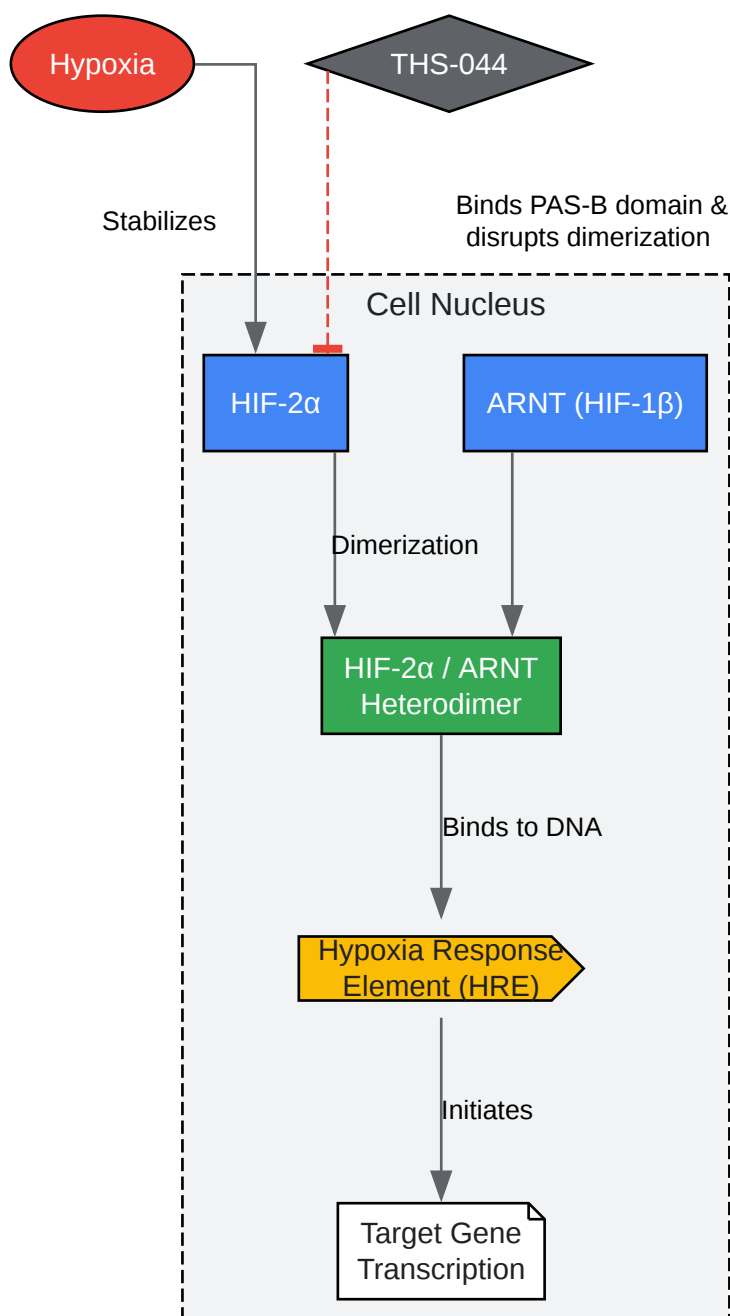 Hypoxia
THS-044
Stabilizes
Binds PAS-B domain &
disrupts dimerization
Cell Nucleus
HIF-2α
ARNT (HIF-1β)
Dimerization
HIF-2α / ARNT
Heterodimer
Binds to DNA
Hypoxia Response
Element (HRE)
Initiates
Target Gene
Transcription